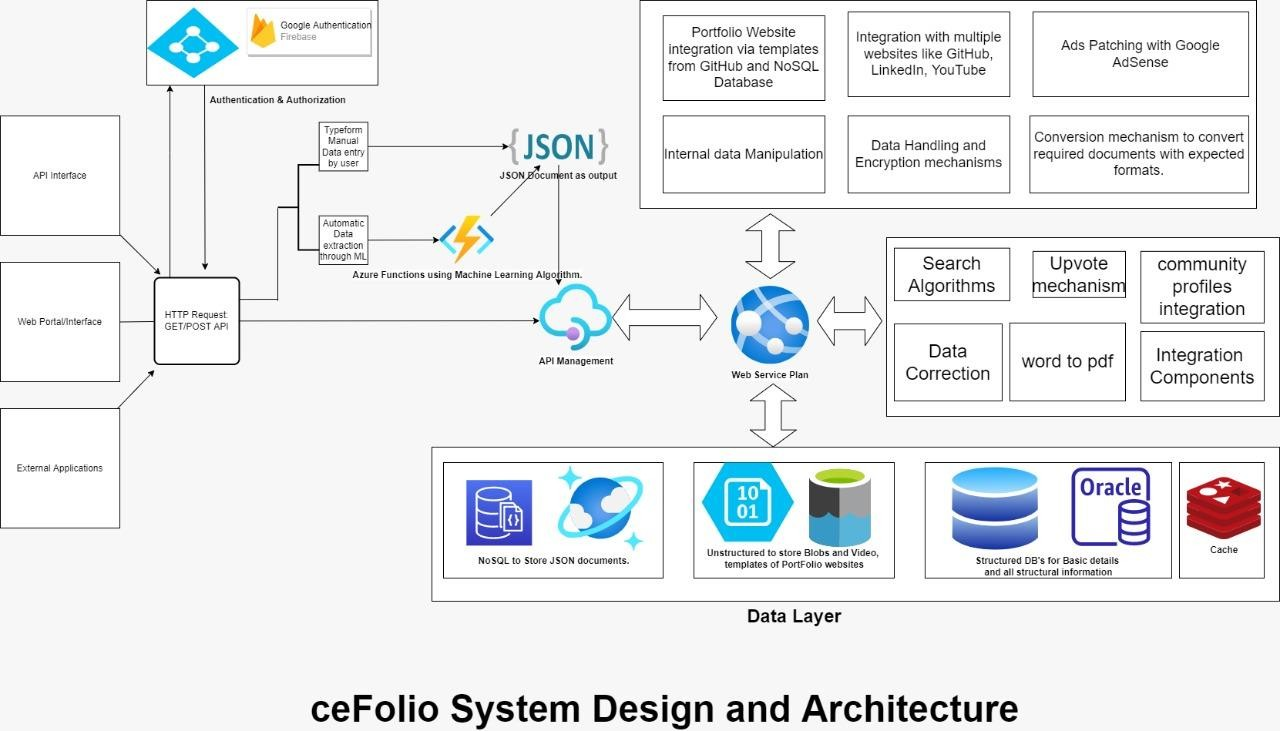 Google Authentication
Firebase
Authentication & Authorization
API Interface
Web Portal/Interface
External Applications
HTTP Request:
GET/POST API
Typeform
Manual
Data entry
by user
Automatic
Data
extraction
through ML
{JSON}
JSON Document as output
Azure Functions using Machine Learning Algorithm.
API Management
Web Service Plan
Portfolio Website
integration via templates
from GitHub and NoSQL
Database
Integration with multiple
websites like GitHub,
LinkedIn, YouTube
Ads Patching with Google
AdSense
Internal data Manipulation
Data Handling and
Encryption mechanisms
Conversion mechanism to convert
required documents with expected
formats.
Search
Algorithms
Upvote
mechanism
community
profiles
integration
Data
Correction
word to pdf
Integration
Components
{}
NoSQL to Store JSON documents.
10
01
Unstructured to store Blobs and Video,
templates of PortFolio websites
Oracle
Structured DB's for Basic details
and all structural information
Cache
Data Layer
ceFolio System Design and Architecture